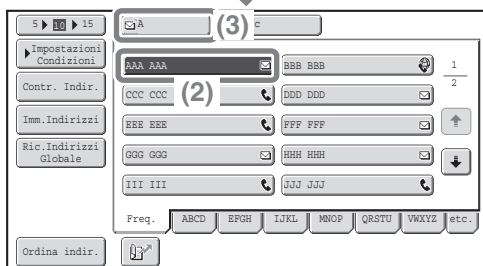 5 10 15
A
(3)
c
Impostazioni
Condizioni
Contr. Indir.
Imm.Indirizzi
Ric.Indirizzi
Globale
AAA AAA
BBB BBB
1
2
CCC CCC
(2)
DDD DDD
EEE EEE
FFF FFF
GGG GGG
HHH HHH
III III
JJJ JJJ
Freq. ABCD EFGH IJKL MNOP QRSTU VWXYZ etc.
Ordina indir.